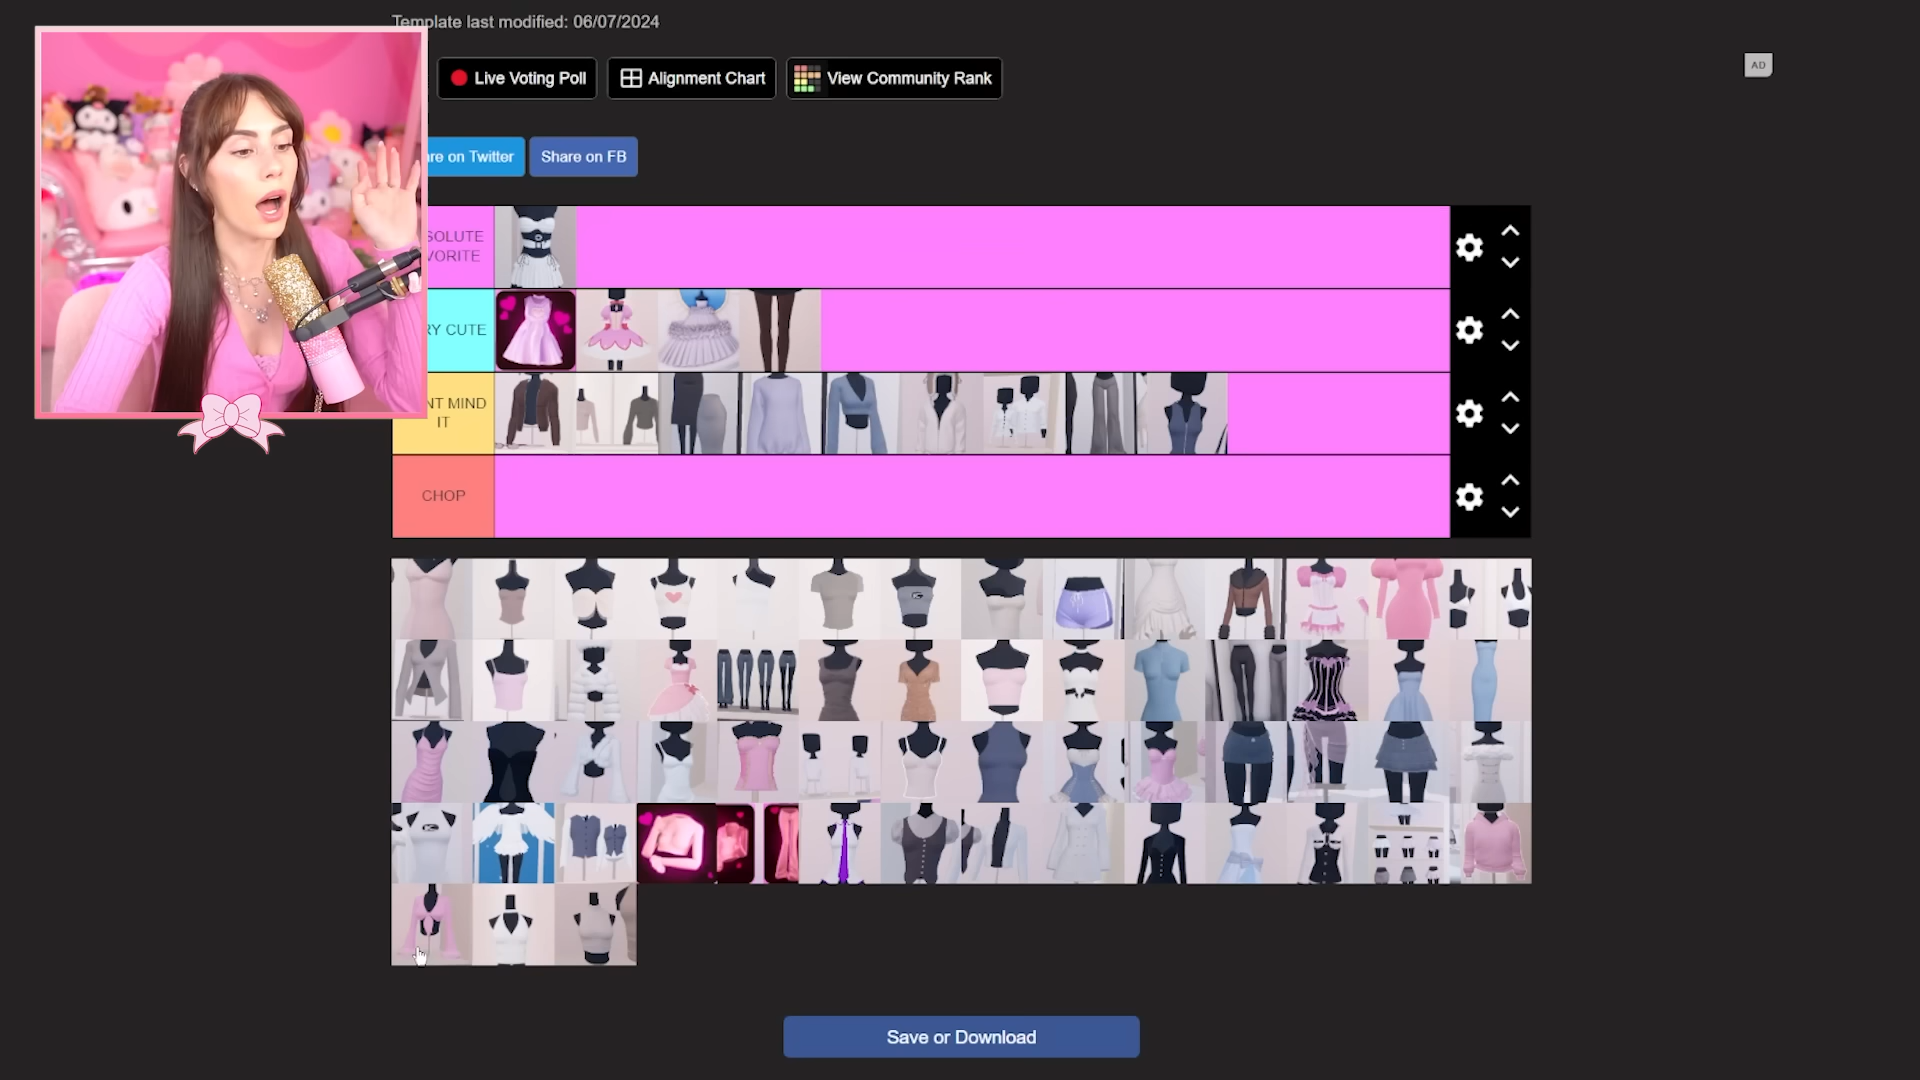 Template last modified: 06/07/2024
AD
Live Voting Poll
Alignment Chart
View Community Rank
re on Twitter
Share on FB
SOLUTE
VORITE
RY CUTE
NT MIND
IT
CHOP
Save or Download